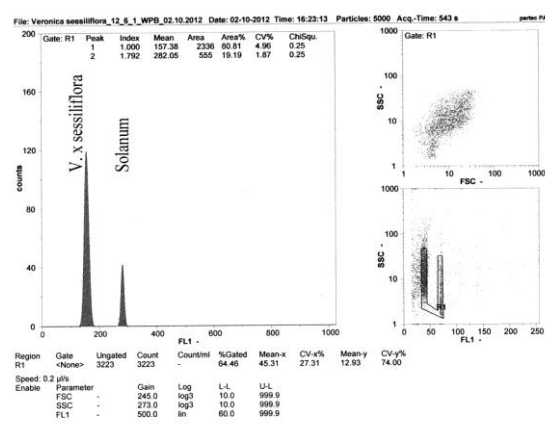 File: Veronica sessiliflora_12_6_1_WPB_02.10.2012 Date: 02-10-2012 Time: 16:23:13 Particles: 5000 Acq.-Time: 543 s partec PA
Gate: R1 Peak Index Mean Area Area% CV% ChiSqu.
1 1.000 157.38 2336 80.81 4.96 0.25
2 1.792 282.05 555 19.19 1.87 0.25
200
160
120
80
40
0
counts
V. x sessiliflora
Solanum
0 200 400 600 800 1000
FL1 -
Gate: R1
1000
100
10
1
SSC -
1 10 100 1000
FSC -
1000
100
10
1
SSC -
R1
0 50 100 150 200 250
FL1 -
Region Gate Ungated Count Count/ml %Gated Mean-x CV-x% Mean-y CV-y%
R1 <None> 3223 3223 - 64.46 45.31 27.31 12.93 74.00
Speed: 0.2 µl/s
Enable Parameter Gain Log L-L U-L
FSC - 245.0 log3 10.0 999.9
SSC - 273.0 log3 10.0 999.9
FL1 - 500.0 lin 60.0 999.9